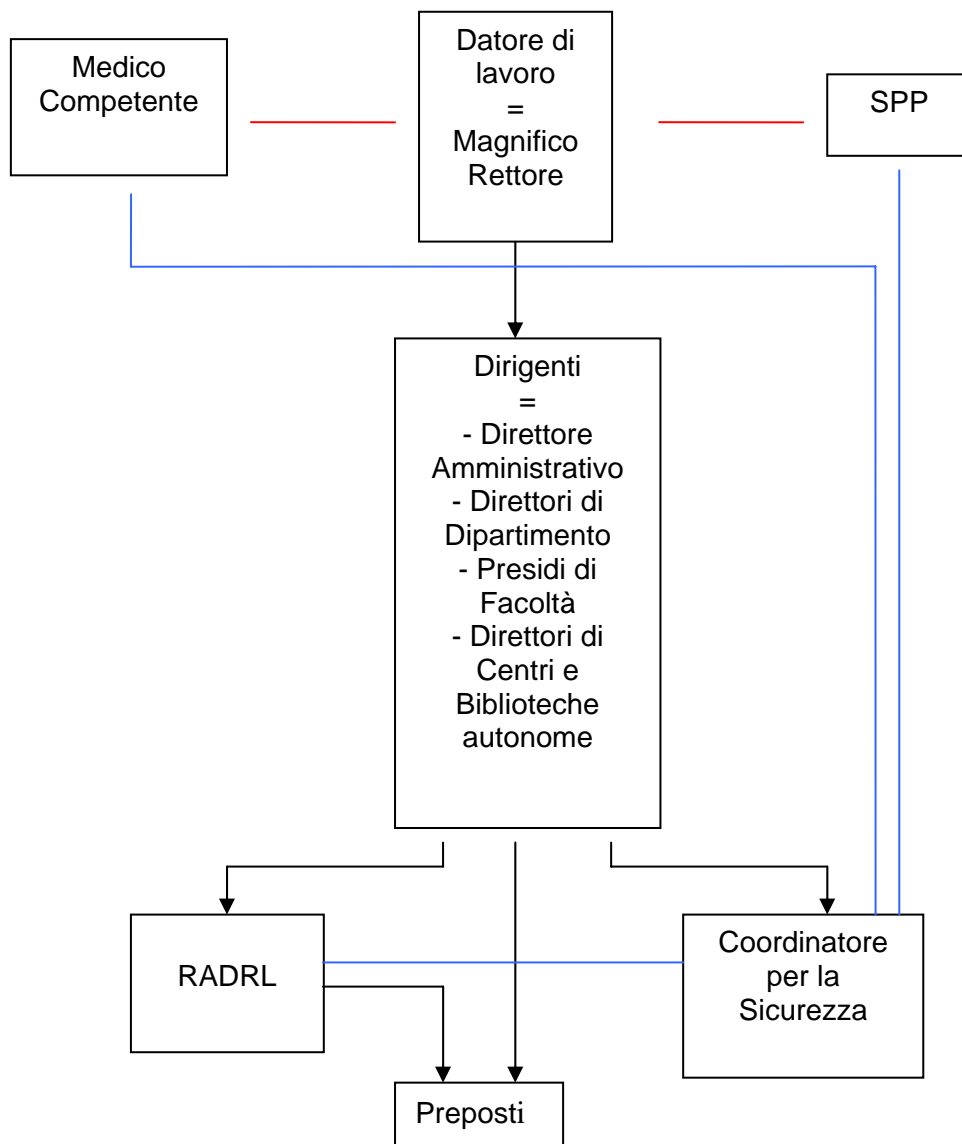 Medico
Competente
Datore di
lavoro
=
Magnifico
Rettore
SPP
Dirigenti
=
- Direttore
Amministrativo
- Direttori di
Dipartimento
- Presidi di
Facoltà
- Direttori di
Centri e
Biblioteche
autonome
RADRL
Coordinatore
per la
Sicurezza
Preposti